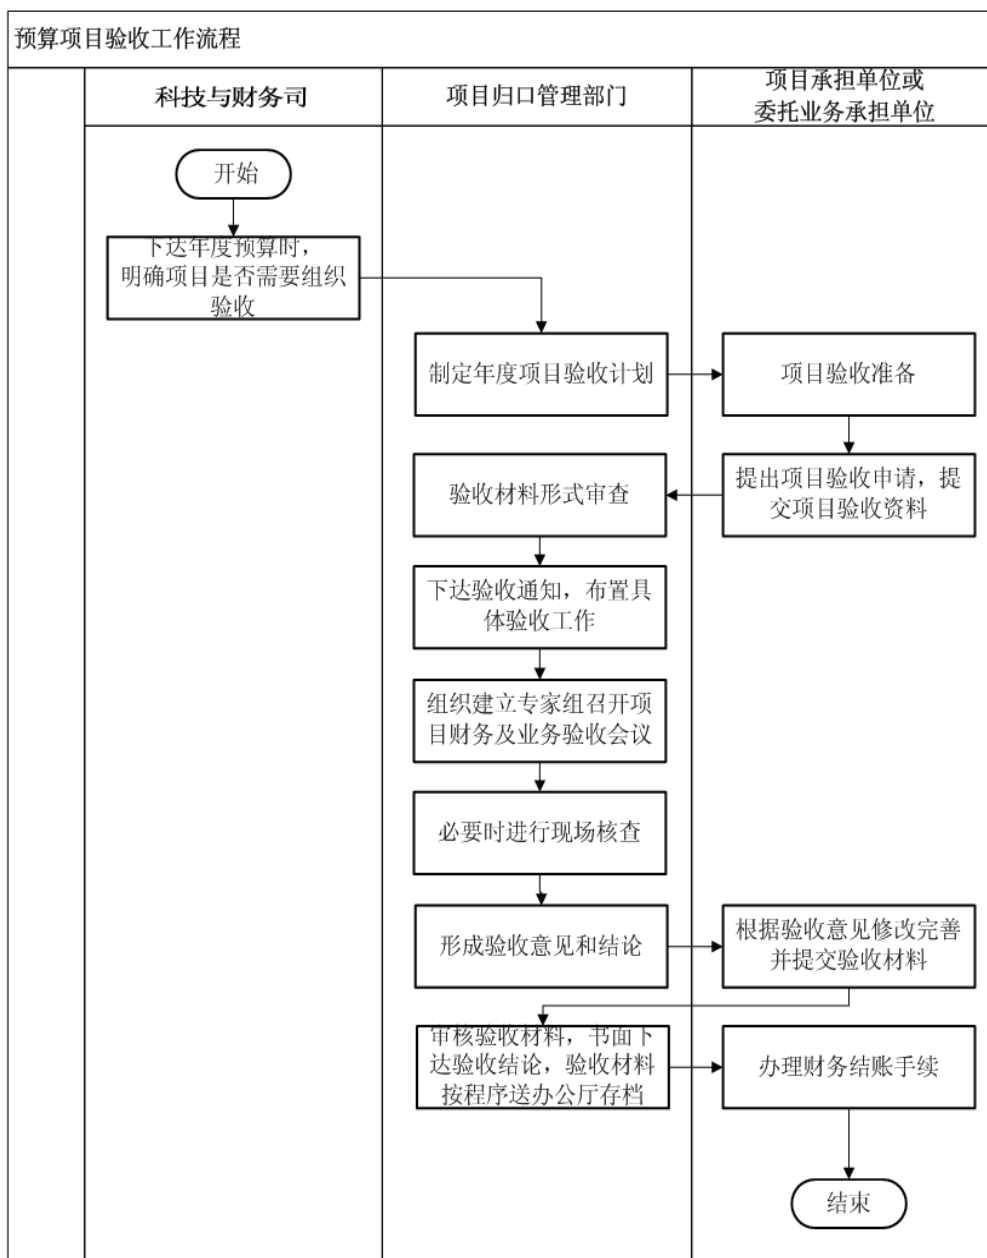 预算项目验收工作流程
科技与财务司
项目归口管理部门
项目承担单位或
委托业务承担单位
开始
下达年度预算时，
明确项目是否需要组织
验收
制定年度项目验收计划
项目验收准备
提出项目验收申请，提
交项目验收资料
验收材料形式审查
下达验收通知，布置具
体验收工作
组织建立专家组召开项
目财务及业务验收会议
必要时进行现场核查
形成验收意见和结论
根据验收意见修改完善
并提交验收材料
审核验收材料，书面下
达验收结论，验收材料
按程序送办公厅存档
办理财务结账手续
结束